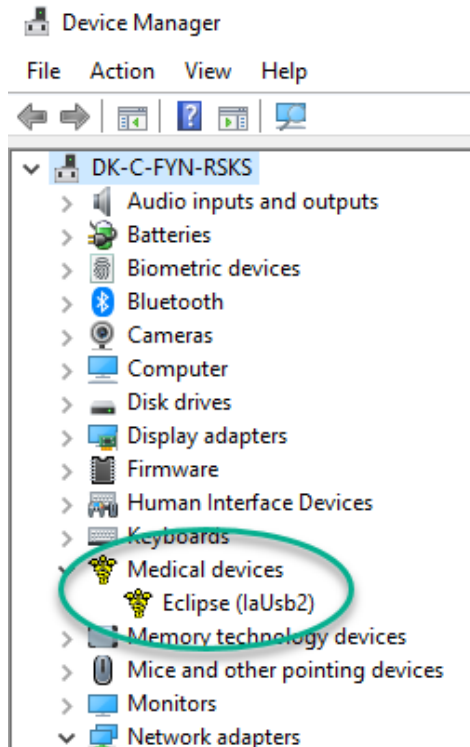 Device Manager
File Action View Help
DK-C-FYN-RSKS
Audio inputs and outputs
Batteries
Biometric devices
Bluetooth
Cameras
Computer
Disk drives
Display adapters
Firmware
Human Interface Devices
Keyboards
Medical devices
Eclipse (IaUsb2)
Memory technology devices
Mice and other pointing devices
Monitors
Network adapters